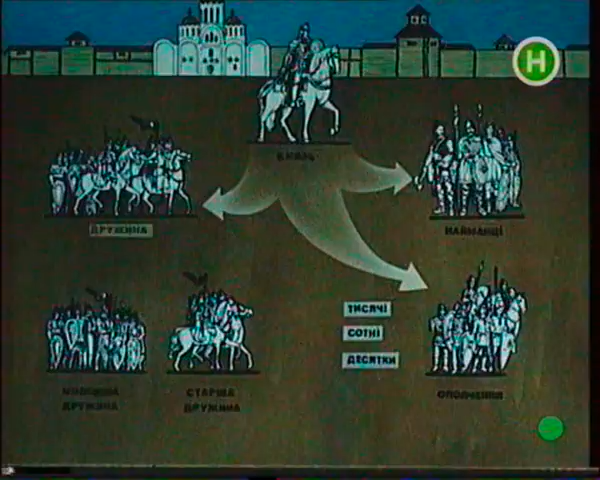 Н
КНЯЗЬ
ДРУЖИНА
НАЙМАНЦІ
ТИСЯЧІ
СОТНІ
ДЕСЯТКИ
МОЛОДША
ДРУЖИНА
СТАРША
ДРУЖИНА
ОПОЛЧЕННЯ